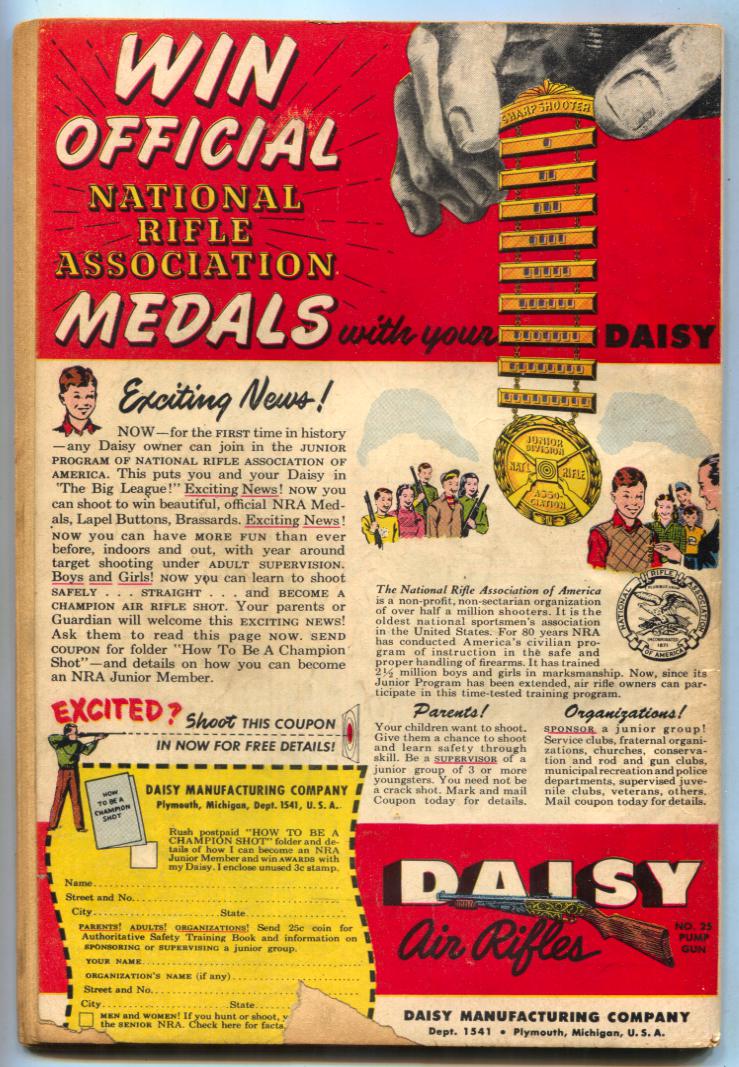 WIN
OFFICIAL
NATIONAL
RIFLE
ASSOCIATION
MEDALS with your DAISY
SHARPSHOOTER
JUNIOR
DIVISION
NAT'L RIFLE
ASSO-
CIATION
Exciting News!
NOW—for the FIRST time in history
—any Daisy owner can join in the JUNIOR
PROGRAM OF NATIONAL RIFLE ASSOCIATION OF
AMERICA. This puts you and your Daisy in
"The Big League!" Exciting News! NOW you
can shoot to win beautiful, official NRA Med-
als, Lapel Buttons, Brassards. Exciting News!
NOW you can have MORE FUN than ever
before, indoors and out, with year around
target shooting under ADULT SUPERVISION.
Boys and Girls! NOW you can learn to shoot
SAFELY . . . STRAIGHT . . . and BECOME A
CHAMPION AIR RIFLE SHOT. Your parents or
Guardian will welcome this EXCITING NEWS!
Ask them to read this page NOW. SEND
COUPON for folder "How To Be A Champion
Shot"—and details on how you can become
an NRA Junior Member.
The National Rifle Association of America
is a non-profit, non-sectarian organization
of over half a million shooters. It is the
oldest national sportsmen's association
in the United States. For 80 years NRA
has conducted America's civilian pro-
gram of instruction in the safe and
proper handling of firearms. It has trained
2½ million boys and girls in marksmanship. Now, since its
Junior Program has been extended, air rifle owners can par-
ticipate in this time-tested training program.
NATIONAL RIFLE ASSOCIATION
INCORPORATED
1871
OF AMERICA
Parents!
Your children want to shoot.
Give them a chance to shoot
and learn safety through
skill. Be a SUPERVISOR of a
junior group of 3 or more
youngsters. You need not be
a crack shot. Mark and mail
Coupon today for details.
Organizations!
SPONSOR a junior group!
Service clubs, fraternal organi-
zations, churches, conserva-
tion and rod and gun clubs,
municipal recreation and police
departments, supervised juve-
nile clubs, veterans, others.
Mail coupon today for details.
EXCITED? Shoot THIS COUPON
IN NOW FOR FREE DETAILS!
HOW
TO BE A
CHAMPION
SHOT
DAISY MANUFACTURING COMPANY
Plymouth, Michigan, Dept. 1541, U. S. A.
Rush postpaid "HOW TO BE A
CHAMPION SHOT" folder and de-
tails of how I can become an NRA
Junior Member and win AWARDS with
my Daisy. I enclose unused 3c stamp.
Name
Street and No.
City State
PARENTS! ADULTS! ORGANIZATIONS! Send 25c coin for
Authoritative Safety Training Book and information on
SPONSORING or SUPERVISING a junior group.
YOUR NAME
ORGANIZATION'S NAME (if any)
Street and No.
City State
MEN and WOMEN! If you hunt or shoot,
the SENIOR NRA. Check here for facts
DAISY
Air Rifles
NO. 25
PUMP
GUN
DAISY MANUFACTURING COMPANY
Dept. 1541 • Plymouth, Michigan, U. S. A.